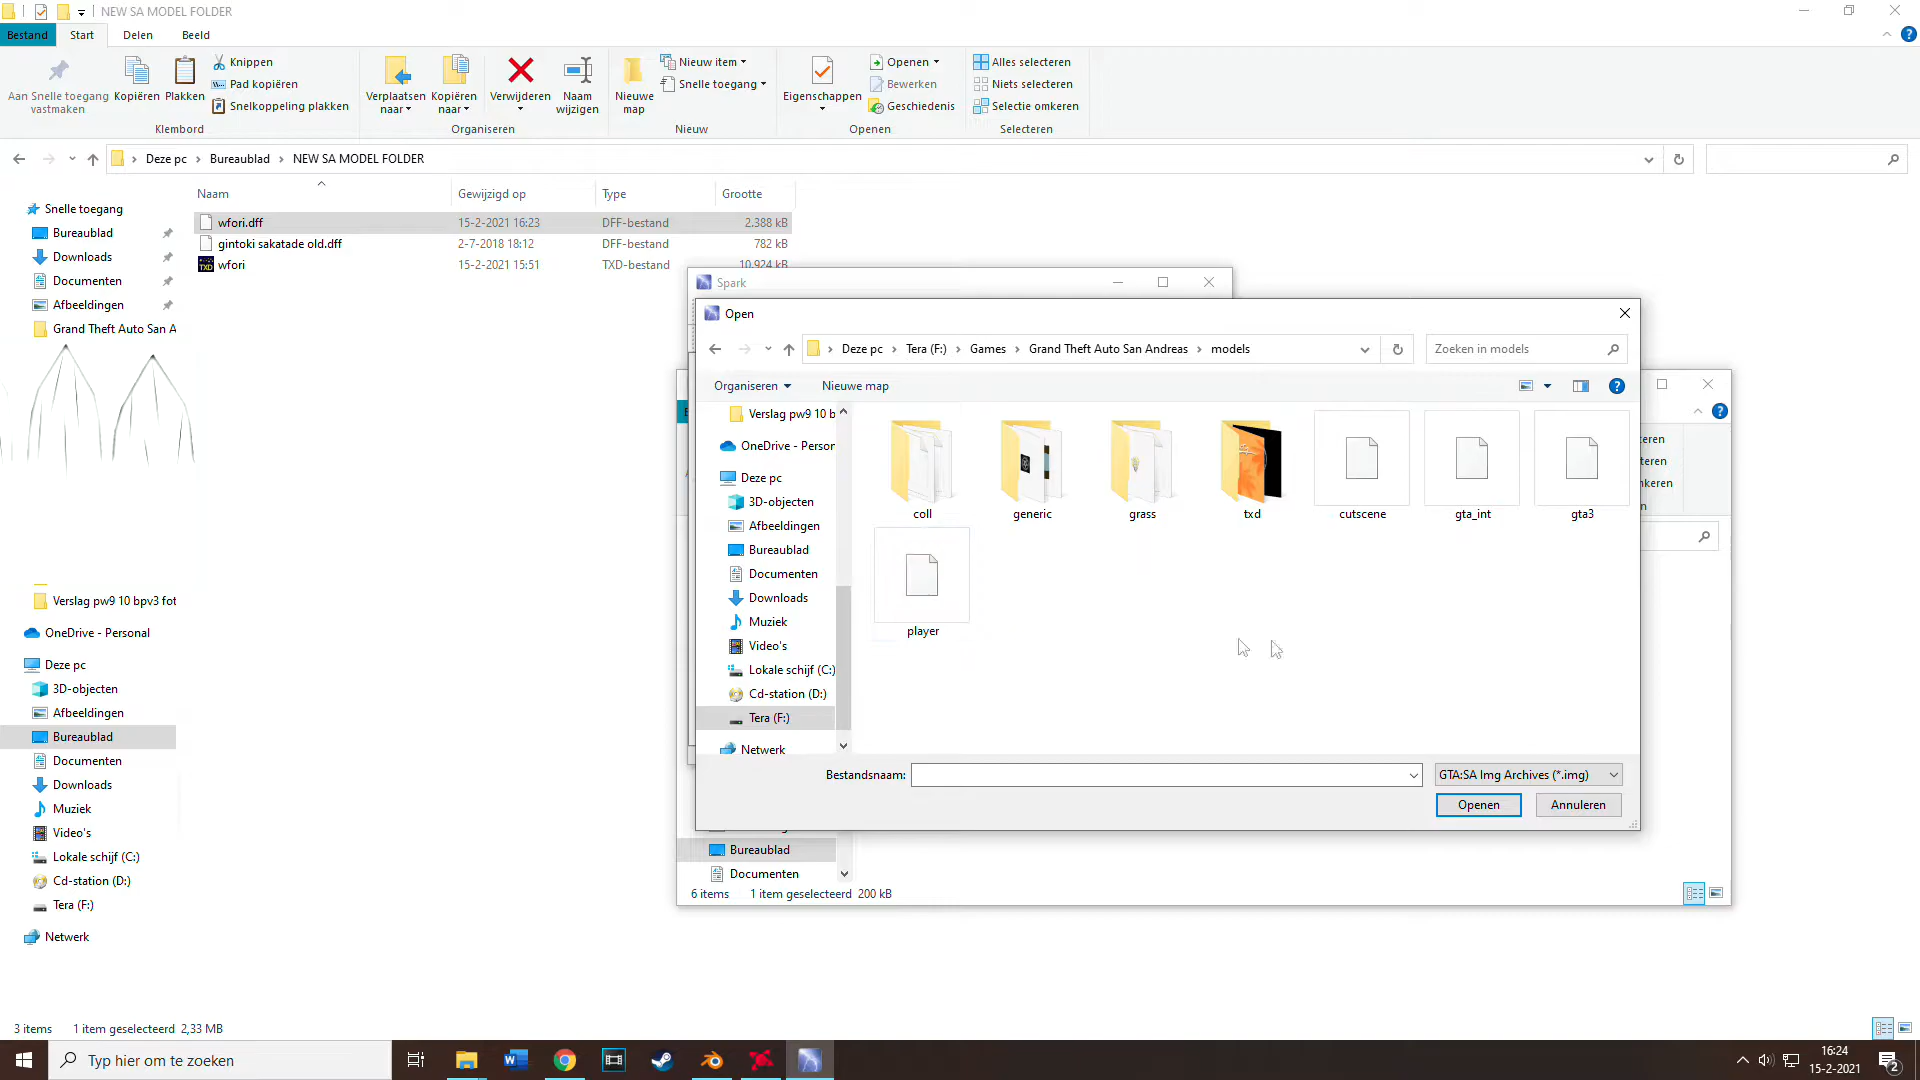 NEW SA MODEL FOLDER
Bestand
Start
Delen
Beeld
Aan Snelle toegang
vastmaken
Kopiëren
Plakken
Knippen
Pad kopiëren
Snelkoppeling plakken
Klembord
Verplaatsen
naar
Kopiëren
naar
Verwijderen
Naam
wijzigen
Organiseren
Nieuwe
map
Nieuw item
Snelle toegang
Nieuw
Eigenschappen
Openen
Bewerken
Geschiedenis
Openen
Alles selecteren
Niets selecteren
Selectie omkeren
Selecteren
Deze pc
Bureaublad
NEW SA MODEL FOLDER
Naam
Gewijzigd op
Type
Grootte
wfori.dff
15-2-2021 16:23
DFF-bestand
2.388 kB
gintoki sakatade old.dff
2-7-2018 18:12
DFF-bestand
782 kB
wfori
15-2-2021 15:51
TXD-bestand
10.924 kB
Snelle toegang
Bureaublad
Downloads
Documenten
Afbeeldingen
Grand Theft Auto San A
Verslag pw9 10 bpv3 fot
OneDrive - Personal
Deze pc
3D-objecten
Afbeeldingen
Bureaublad
Documenten
Downloads
Muziek
Video's
Lokale schijf (C:)
Cd-station (D:)
Tera (F:)
Netwerk
3 items
1 item geselecteerd 2,33 MB
Spark
Open
Deze pc
Tera (F:)
Games
Grand Theft Auto San Andreas
models
Zoeken in models
Organiseren
Nieuwe map
Verslag pw9 10 b
OneDrive - Person
Deze pc
3D-objecten
Afbeeldingen
Bureaublad
Documenten
Downloads
Muziek
Video's
Lokale schijf (C:)
Cd-station (D:)
Tera (F:)
Netwerk
coll
generic
grass
txd
cutscene
gta_int
gta3
player
Bestandsnaam:
GTA:SA Img Archives (*.img)
Openen
Annuleren
teren
teren
nkeren
n
Bureaublad
Documenten
6 items
1 item geselecteerd 200 kB
Typ hier om te zoeken
16:24
15-2-2021
2